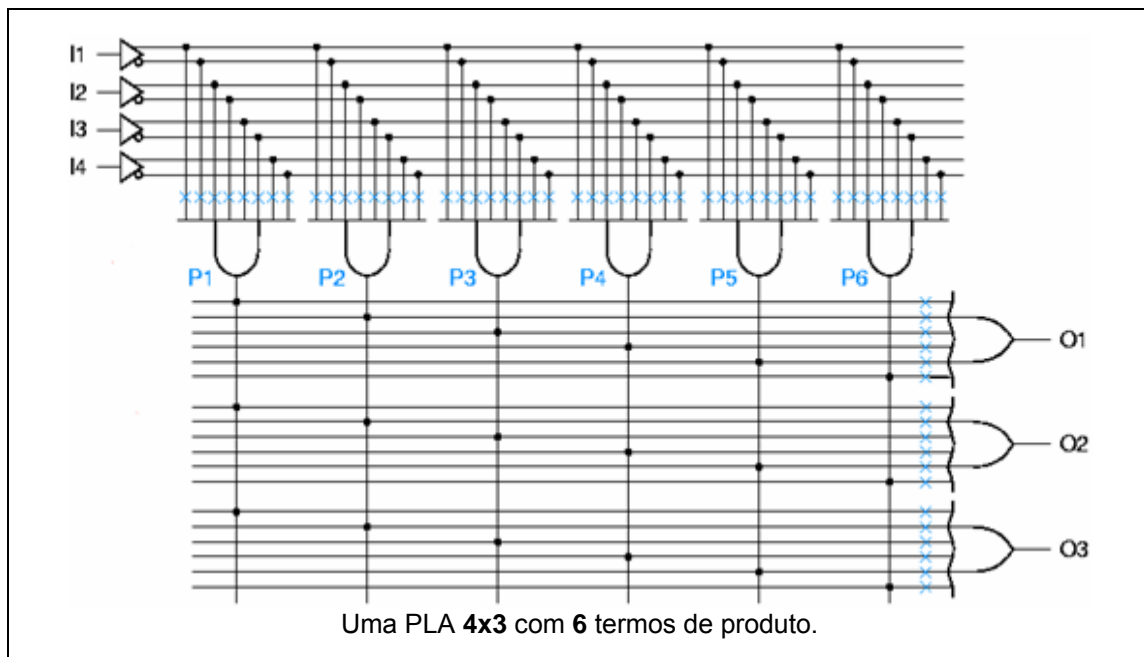 I1
I2
I3
I4
P1 P2 P3 P4 P5 P6
O1
O2
O3
Uma PLA 4x3 com 6 termos de produto.